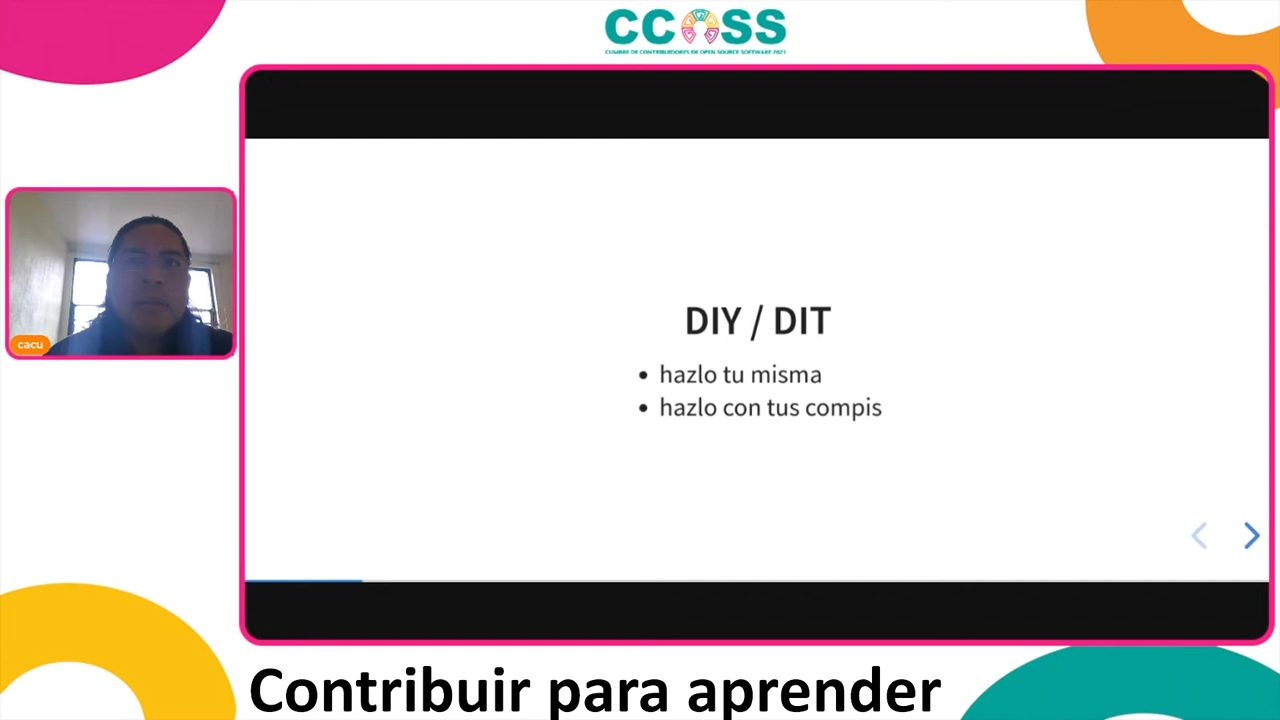 CCOSS
CUMBRE DE CONTRIBUIDORES DE OPEN SOURCE SOFTWARE 2021
DIY / DIT
hazlo tu misma
hazlo con tus compis
cacu
Contribuir para aprender